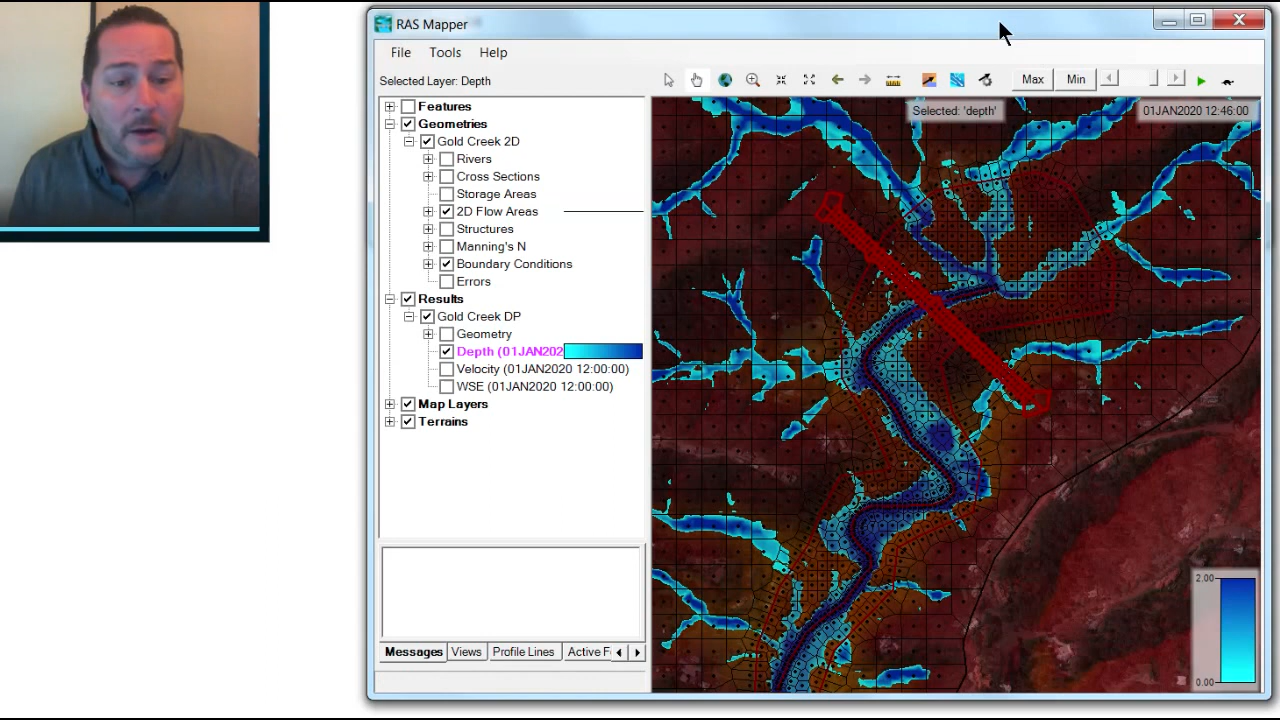 RAS Mapper
File Tools Help
Selected Layer: Depth
Max Min
Features
Geometries
Gold Creek 2D
Rivers
Cross Sections
Storage Areas
2D Flow Areas
Structures
Manning's N
Boundary Conditions
Errors
Results
Gold Creek DP
Geometry
Depth (01JAN202
Velocity (01JAN2020 12:00:00)
WSE (01JAN2020 12:00:00)
Map Layers
Terrains
Messages Views Profile Lines Active F
Selected: 'depth'
01JAN2020 12:46:00
2.00
0.00